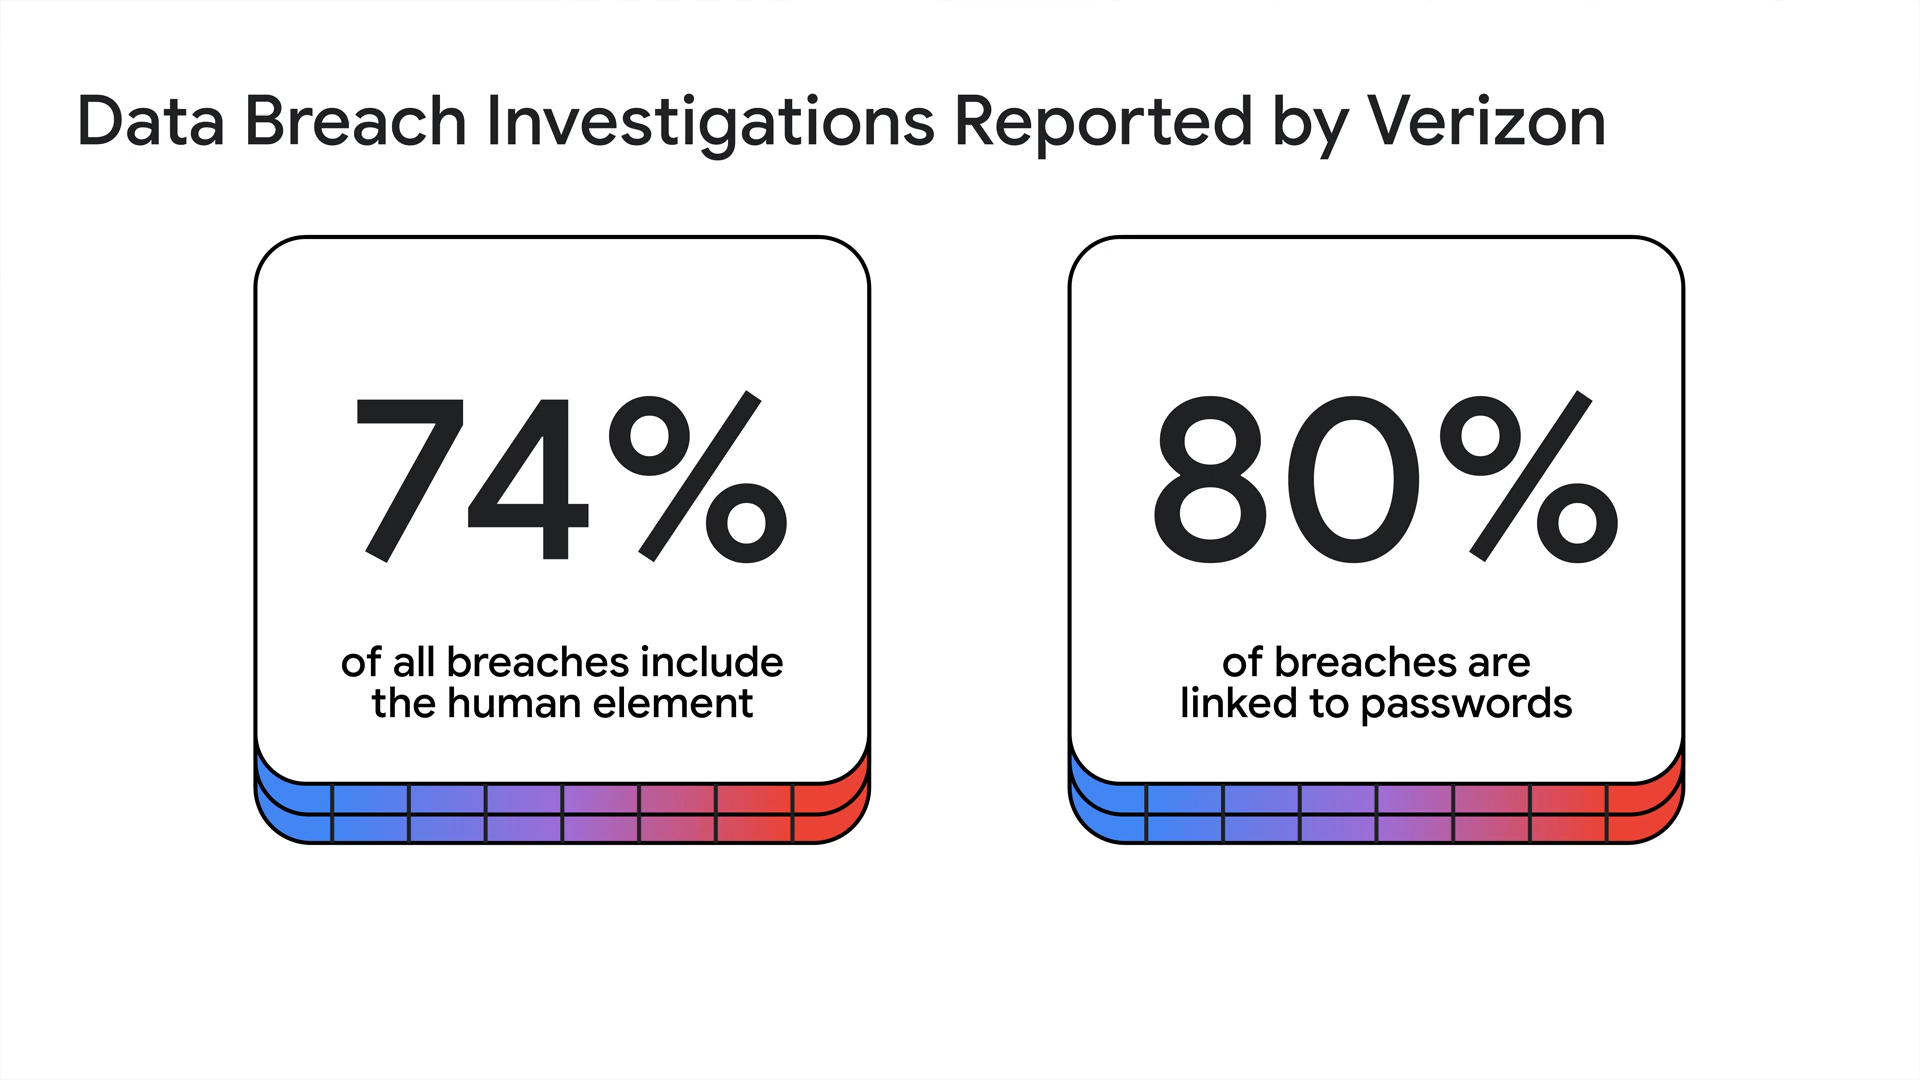 Data Breach Investigations Reported by Verizon
74%
of all breaches include
the human element
80%
of breaches are
linked to passwords